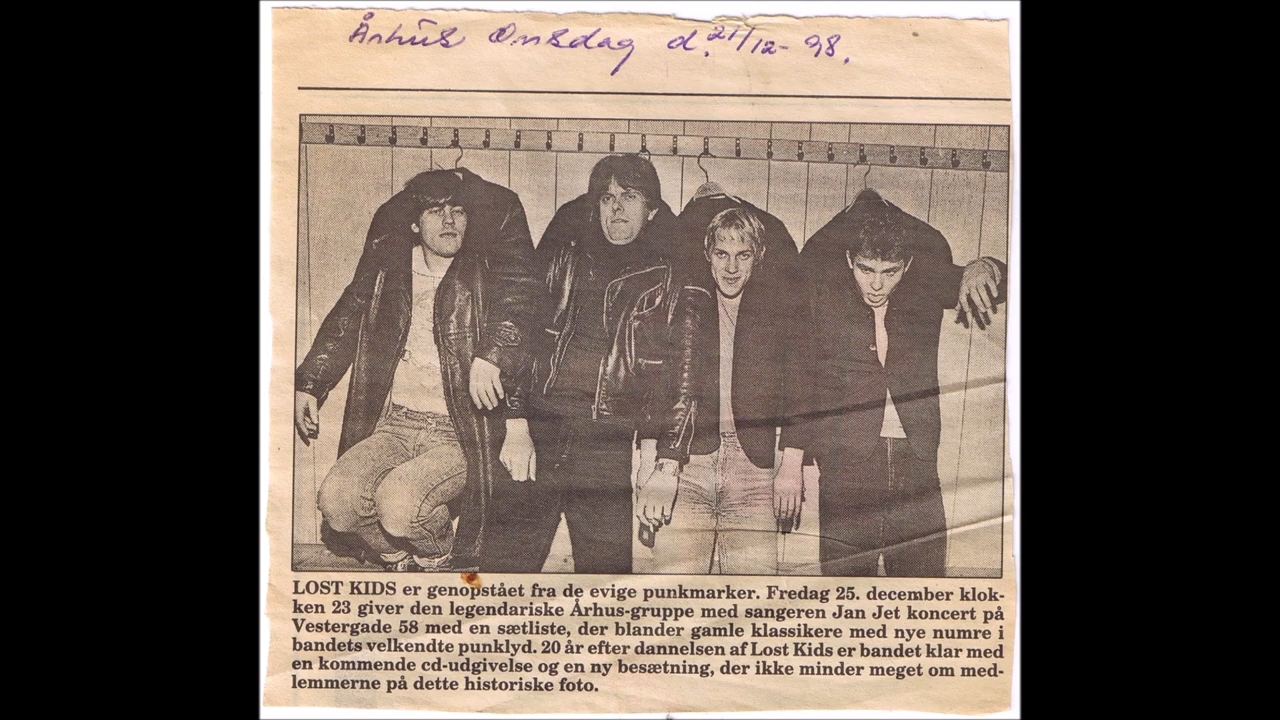 Århus Onsdag d. 21/12-98.
LOST KIDS er genopstået fra de evige punkmarker. Fredag 25. december klok-
ken 23 giver den legendariske Århus-gruppe med sangeren Jan Jet koncert på
Vestergade 58 med en sætliste, der blander gamle klassikere med nye numre i
bandets velkendte punklyd. 20 år efter dannelsen af Lost Kids er bandet klar med
en kommende cd-udgivelse og en ny besætning, der ikke minder meget om med-
lemmerne på dette historiske foto.